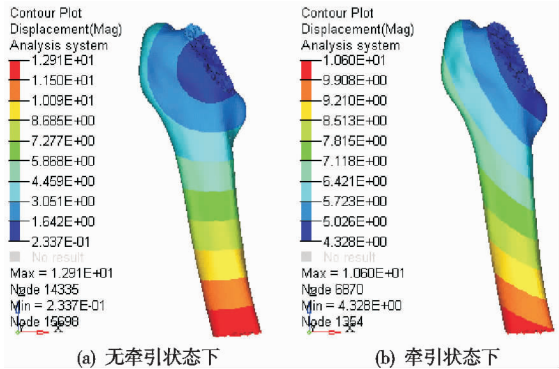 Contour Plot
Displacement(Mag)
Analysis system
1.291E+01
1.150E+01
1.009E+01
8.685E+00
7.277E+00
5.868E+00
4.459E+00
3.051E+00
1.642E+00
2.337E-01
No result
Max = 1.291E+01
Node 14335
Min = 2.337E-01
Node 15698
X
(a) 无牵引状态下
Contour Plot
Displacement(Mag)
Analysis system
1.060E+01
9.908E+00
9.210E+00
8.513E+00
7.815E+00
7.118E+00
6.421E+00
5.723E+00
5.026E+00
4.328E+00
No result
Max = 1.060E+01
Node 6870
Min = 4.328E+00
Node 1354
X
(b) 牵引状态下